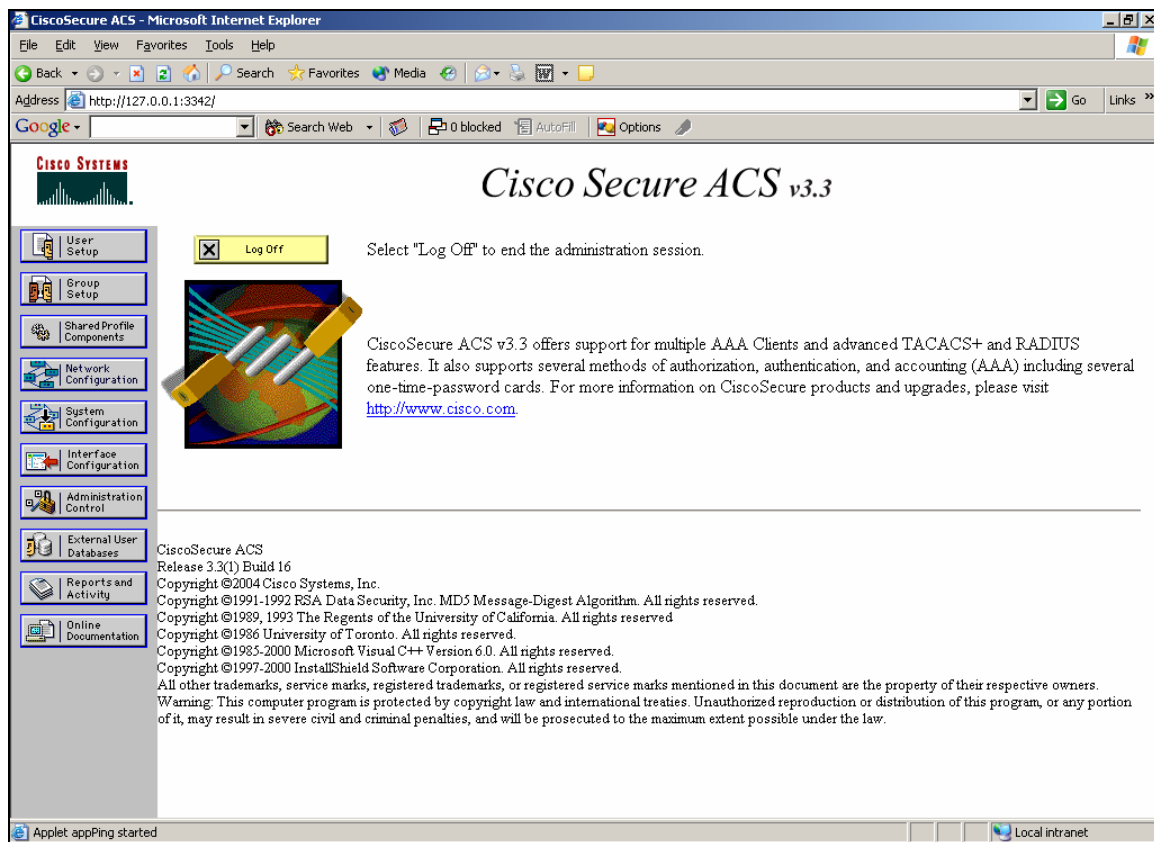 CiscoSecure ACS - Microsoft Internet Explorer
File Edit View Favorites Tools Help
Back Search Favorites Media
Address http://127.0.0.1:3342/ Go Links »
Google Search Web 0 blocked AutoFill Options
CISCO SYSTEMS
Cisco Secure ACS v3.3
User
Setup
Group
Setup
Shared Profile
Components
Network
Configuration
System
Configuration
Interface
Configuration
Administration
Control
External User
Databases
Reports and
Activity
Online
Documentation
Log Off
Select "Log Off" to end the administration session.
CiscoSecure ACS v3.3 offers support for multiple AAA Clients and advanced TACACS+ and RADIUS
features. It also supports several methods of authorization, authentication, and accounting (AAA) including several
one-time-password cards. For more information on CiscoSecure products and upgrades, please visit
http://www.cisco.com.
CiscoSecure ACS
Release 3.3(1) Build 16
Copyright ©2004 Cisco Systems, Inc.
Copyright ©1991-1992 RSA Data Security, Inc. MD5 Message-Digest Algorithm. All rights reserved.
Copyright ©1989, 1993 The Regents of the University of California. All rights reserved
Copyright ©1986 University of Toronto. All rights reserved.
Copyright ©1985-2000 Microsoft Visual C++ Version 6.0. All rights reserved.
Copyright ©1997-2000 InstallShield Software Corporation. All rights reserved.
All other trademarks, service marks, registered trademarks, or registered service marks mentioned in this document are the property of their respective owners.
Warning: This computer program is protected by copyright law and international treaties. Unauthorized reproduction or distribution of this program, or any portion
of it, may result in severe civil and criminal penalties, and will be prosecuted to the maximum extent possible under the law.
Applet appPing started
Local intranet